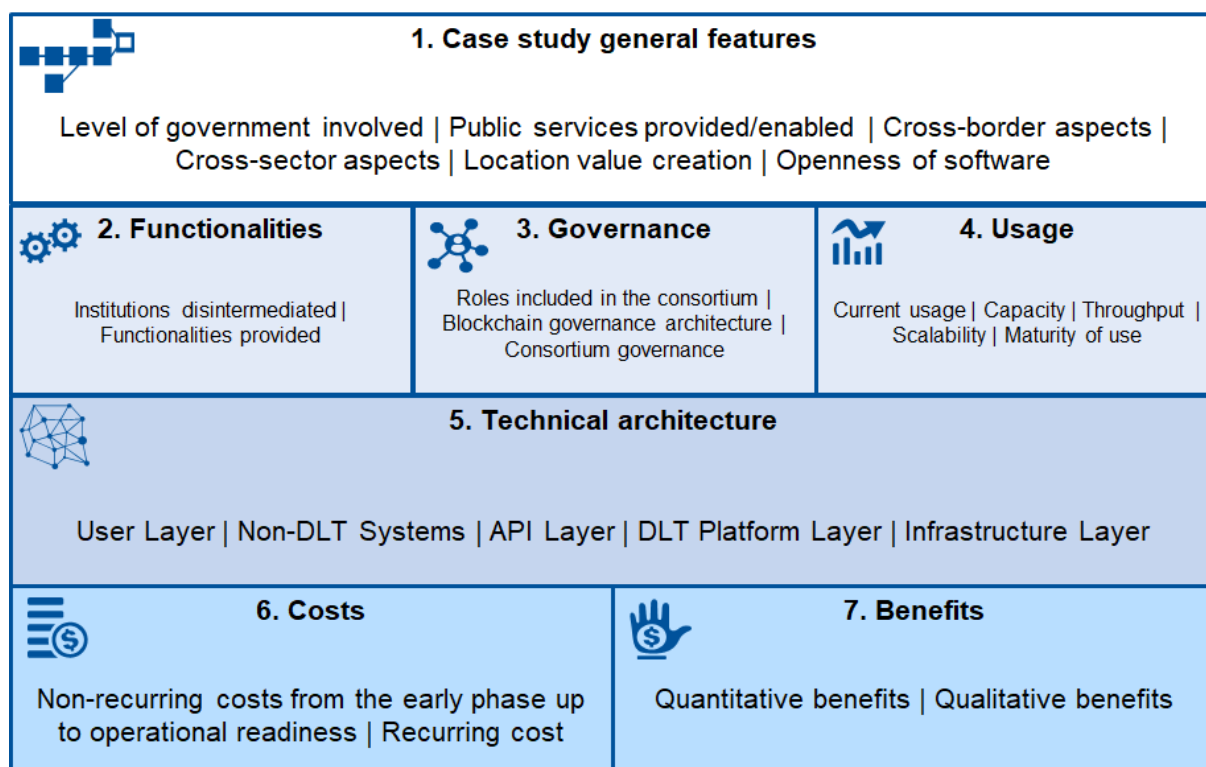 1. Case study general features
Level of government involved | Public services provided/enabled | Cross-border aspects |
Cross-sector aspects | Location value creation | Openness of software
2. Functionalities
Institutions disintermediated |
Functionalities provided
3. Governance
Roles included in the consortium |
Blockchain governance architecture |
Consortium governance
4. Usage
Current usage | Capacity | Throughput |
Scalability | Maturity of use
5. Technical architecture
User Layer | Non-DLT Systems | API Layer | DLT Platform Layer | Infrastructure Layer
6. Costs
Non-recurring costs from the early phase up
to operational readiness | Recurring cost
7. Benefits
Quantitative benefits | Qualitative benefits